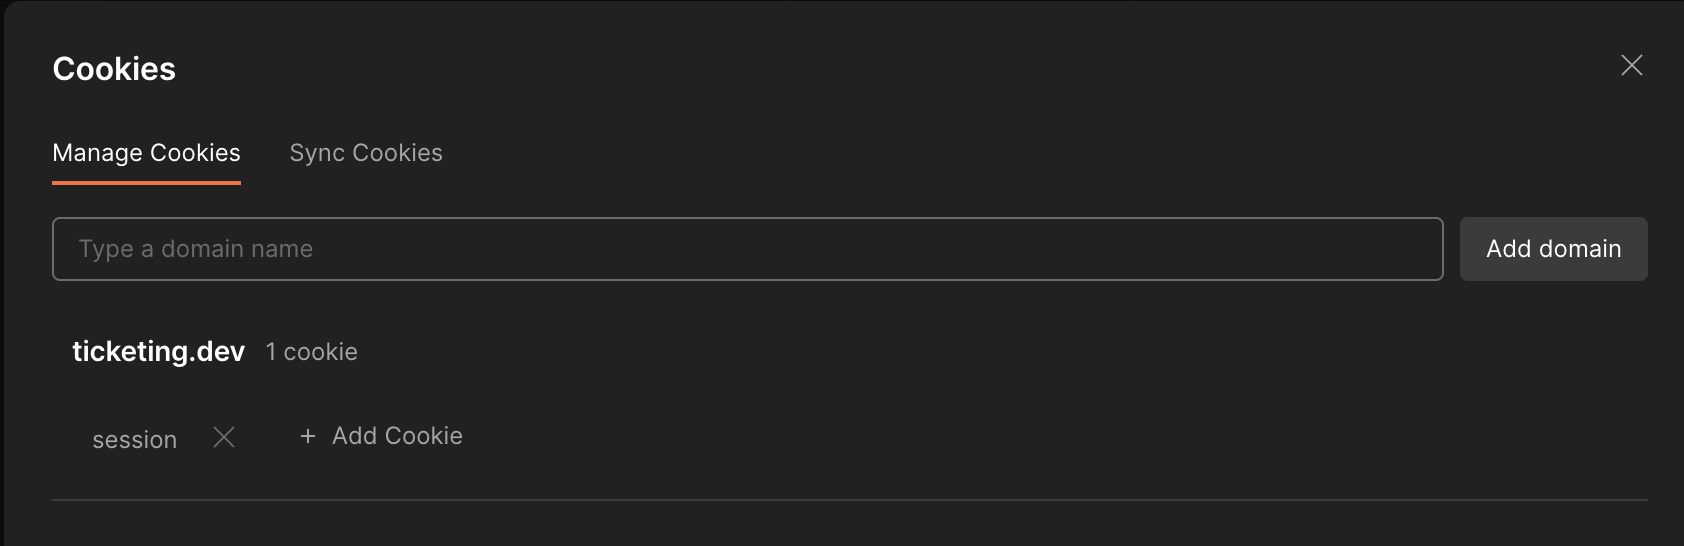 Cookies
Manage Cookies Sync Cookies
Type a domain name Add domain
ticketing.dev 1 cookie
session + Add Cookie